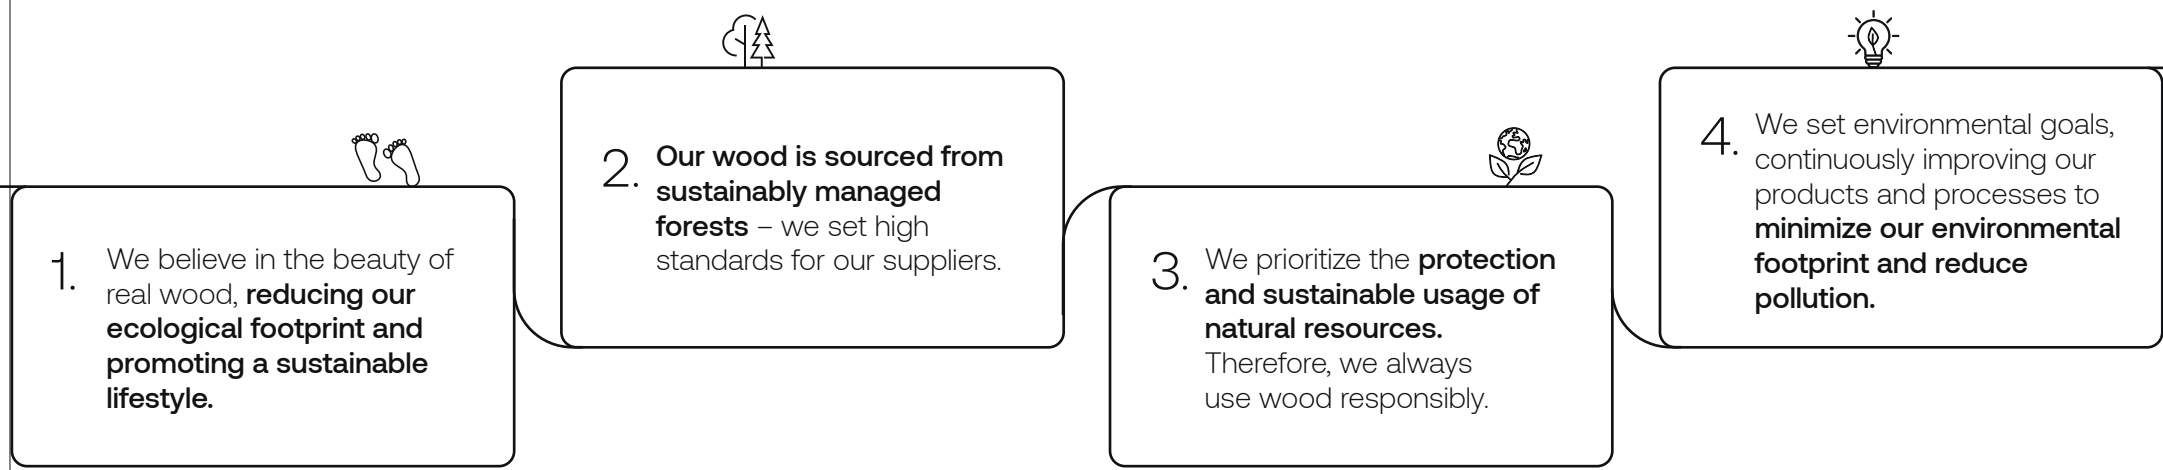 1. We believe in the beauty of
real wood, reducing our
ecological footprint and
promoting a sustainable
lifestyle.
2. Our wood is sourced from
sustainably managed
forests – we set high
standards for our suppliers.
3. We prioritize the protection
and sustainable usage of
natural resources.
Therefore, we always
use wood responsibly.
4. We set environmental goals,
continuously improving our
products and processes to
minimize our environmental
footprint and reduce
pollution.